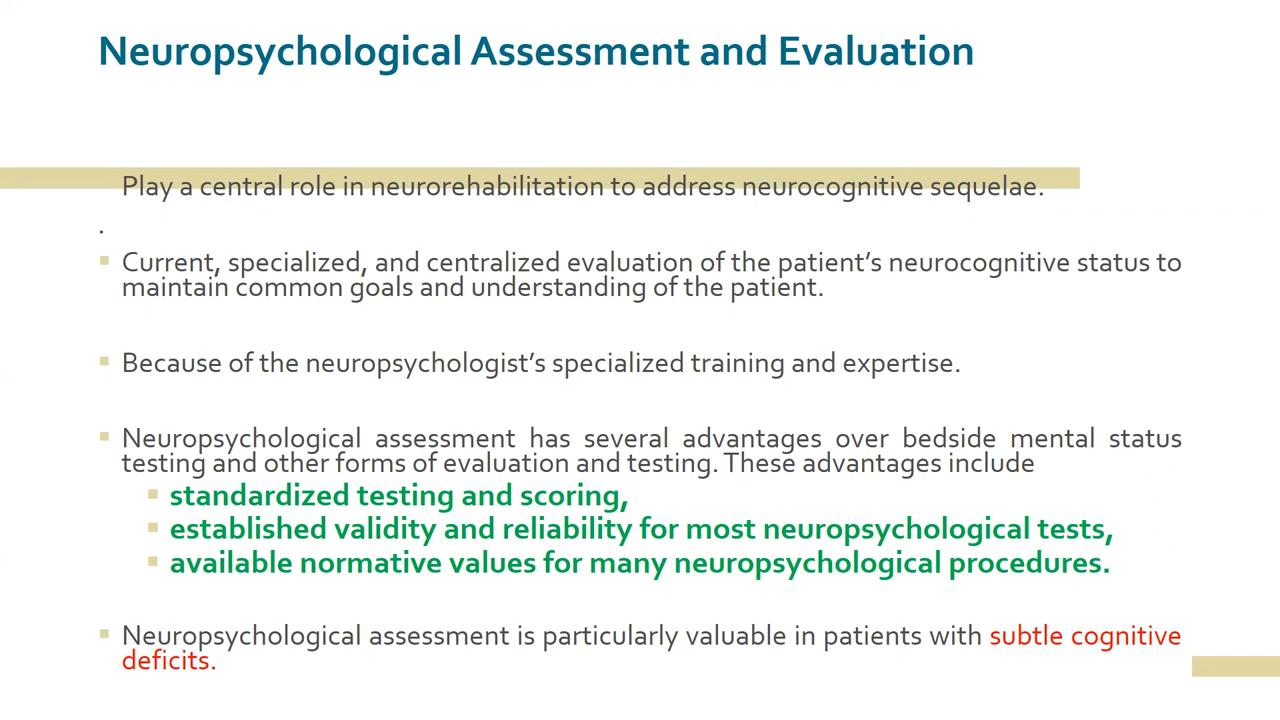 Neuropsychological Assessment and Evaluation
Play a central role in neurorehabilitation to address neurocognitive sequelae.
.
Current, specialized, and centralized evaluation of the patient’s neurocognitive status to
maintain common goals and understanding of the patient.
Because of the neuropsychologist’s specialized training and expertise.
Neuropsychological assessment has several advantages over bedside mental status
testing and other forms of evaluation and testing. These advantages include
standardized testing and scoring,
established validity and reliability for most neuropsychological tests,
available normative values for many neuropsychological procedures.
Neuropsychological assessment is particularly valuable in patients with subtle cognitive
deficits.